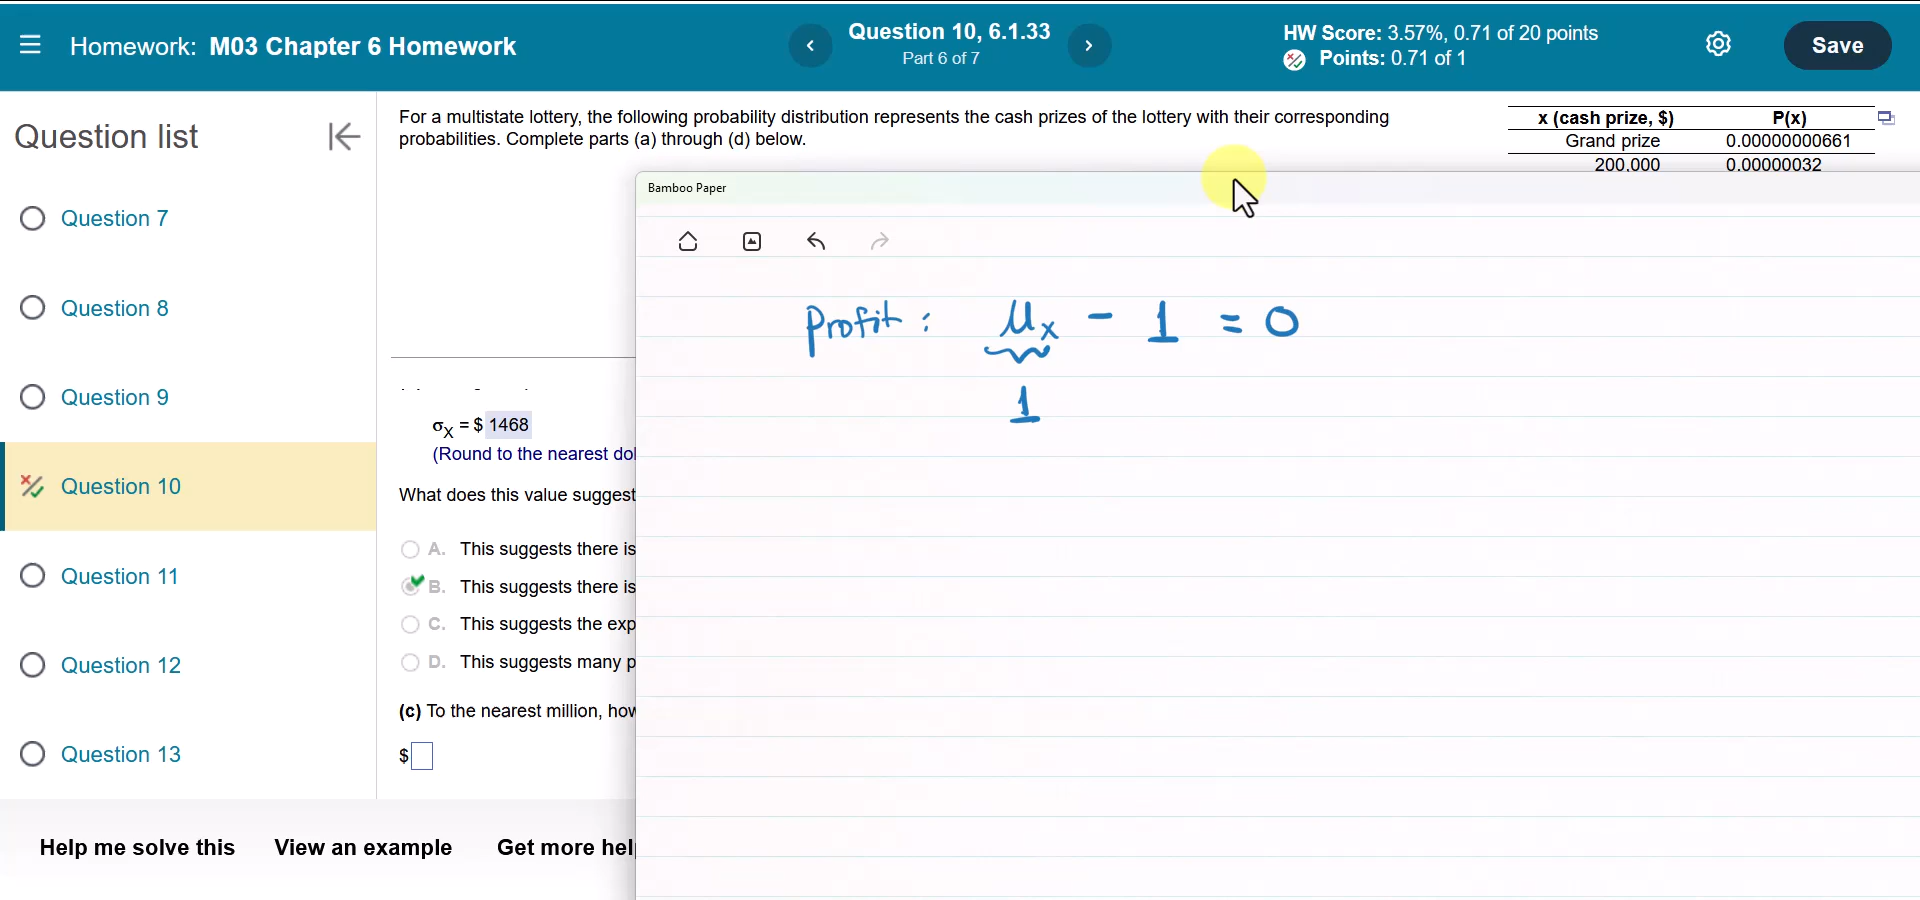 Homework: M03 Chapter 6 Homework
Question 10, 6.1.33
Part 6 of 7
HW Score: 3.57%, 0.71 of 20 points
Points: 0.71 of 1
Save
Question list
Question 7
Question 8
Question 9
Question 10
Question 11
Question 12
Question 13
For a multistate lottery, the following probability distribution represents the cash prizes of the lottery with their corresponding
probabilities. Complete parts (a) through (d) below.
x (cash prize, $) P(x)
Grand prize 0.00000000661
200,000 0.00000032
σX = $ 1468
(Round to the nearest dol
What does this value suggest
A. This suggests there is
B. This suggests there is
C. This suggests the exp
D. This suggests many p
(c) To the nearest million, how
$
Bamboo Paper
Profit: μx - 1 = 0
1
Help me solve this View an example Get more help